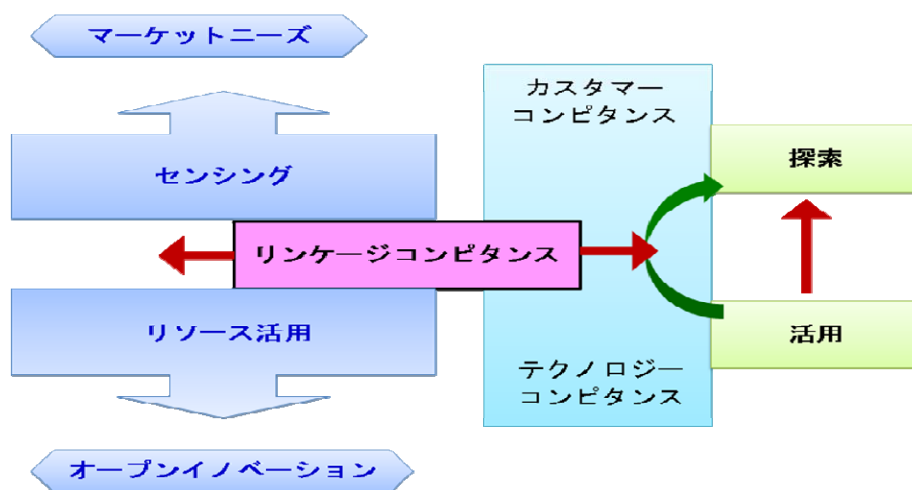 マーケットニーズ
センシング
リンケージコンピタンス
リソース活用
オープンイノベーション
カスタマー
コンピタンス
テクノロジー
コンピタンス
探索
活用